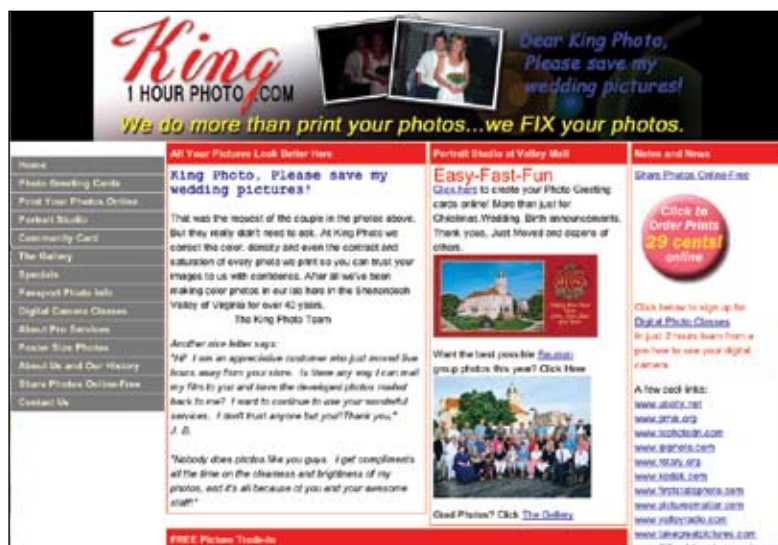 King
1 HOUR PHOTO .COM
Dear King Photo,
Please save my
wedding pictures!
We do more than print your photos...we FIX your photos.
Home
Photo Greeting Cards
Print Your Photos Online
Portrait Studio
Community Card
The Gallery
Specials
Passport Photo Info
Digital Camera Classes
About Pro Services
Poster Size Photos
About Us and Our History
Share Photos Online-Free
Contact Us
All Your Pictures Look Better Here
King Photo, Please save my
wedding pictures!
That was the request of the couple in the photos above.
But they really didn't need to ask. At King Photo we
correct the color, density and even the contrast and
saturation of every photo we print so you can trust your
images to us with confidence. After all we've been
making color photos in our lab here in the Shenandoah
Valley of Virginia for over 40 years.
The King Photo Team
Another nice letter says:
"Hi! I am an appreciative customer who just moved five
hours away from your store. Is there any way I can mail
my film to you and have the developed photos mailed
back to me? I want to continue to use your wonderful
services. I don't trust anyone but you! Thank you."
J. B.
"Nobody does photos like you guys. I get compliments
all the time on the clearness and brightness of my
photos, and it's all because of you and your awesome
staff!"
FREE Picture Trade-In
Portrait Studio at Valley Mall
Easy-Fast-Fun
Click here to create your Photo Greeting
cards online! More than just for
Christmas. Wedding, Birth announcements,
Thank yous, Just Moved and dozens of
others.
Want the best possible Reunion
group photos this year? Click Here
Good Photos? Click The Gallery
Notes and News
Share Photos Online-Free
Click to
Order Prints
29 cents!
online
Click below to sign up for
Digital Photo Classes
In just 2 hours learn from a
pro how to use your digital
camera.
A few cool links:
www.pmai.org
www.ipiphoto.com
www.rotary.org
www.kodak.com
www.picturesmatter.com
www.valleyradio.com
www.takegreatpictures.com